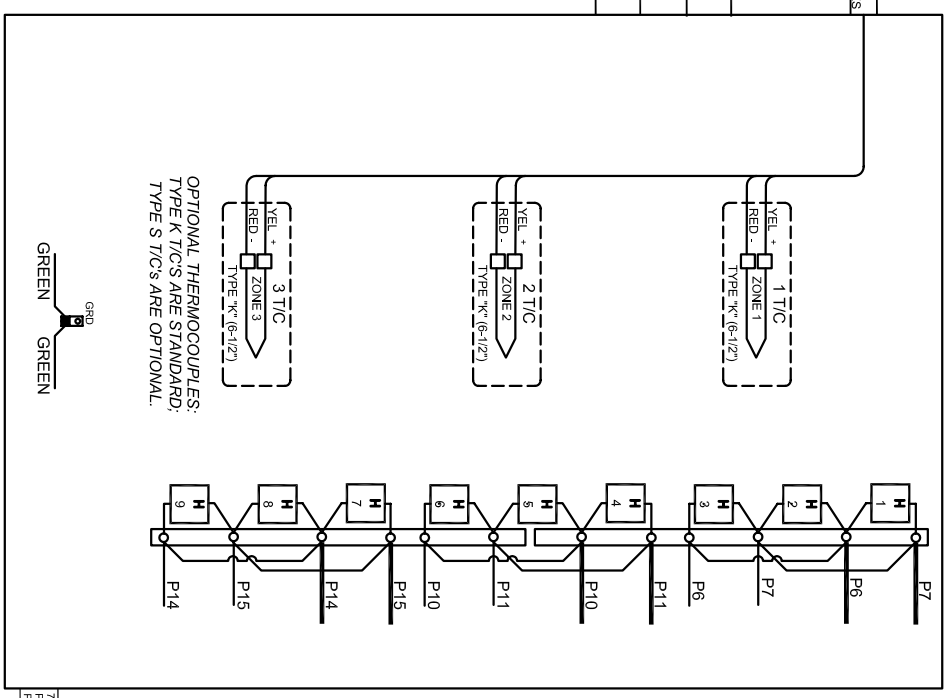 S
1 T/C
YEL +
ZONE 1
RED -
TYPE "K" (6-1/2")
2 T/C
YEL +
ZONE 2
RED -
TYPE "K" (6-1/2")
3 T/C
YEL +
ZONE 3
RED -
TYPE "K" (6-1/2")
OPTIONAL THERMOCOUPLES:
TYPE K T/C'S ARE STANDARD;
TYPE S T/C's ARE OPTIONAL.
GRD
GREEN GREEN
H 1
H 2
H 3
H 4
H 5
H 6
H 7
H 8
H 9
P7
P6
P7
P6
P11
P10
P11
P10
P15
P14
P15
P14